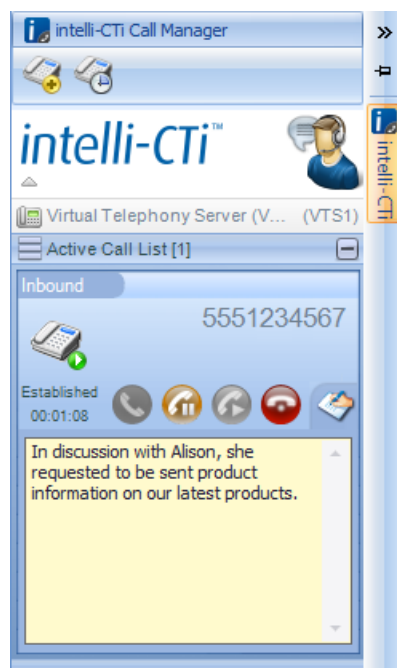 intelli-CTi Call Manager
intelli-CTi™
Virtual Telephony Server (V... (VTS1)
Active Call List [1]
Inbound
5551234567
Established
00:01:08
In discussion with Alison, she
requested to be sent product
information on our latest products.
intelli-CTi